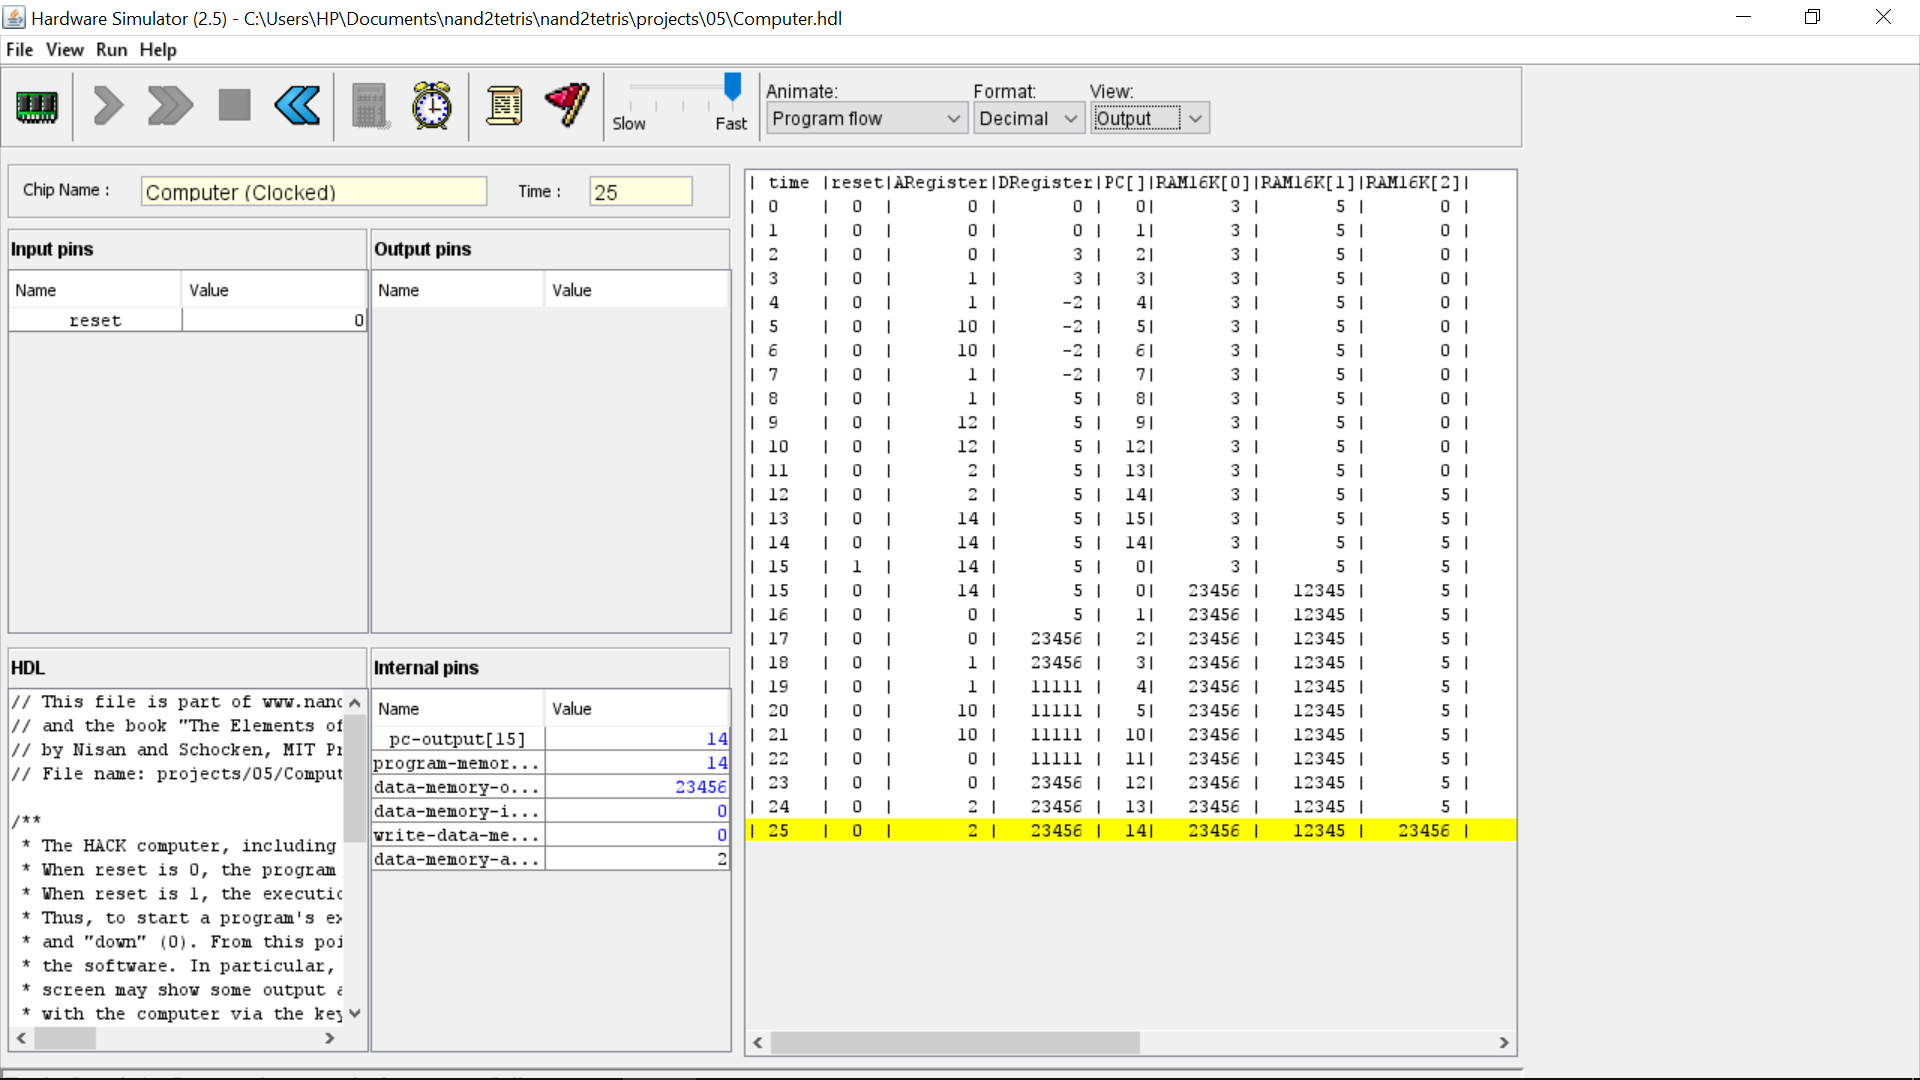 Hardware Simulator (2.5) - C:\Users\HP\Documents\nand2tetris\nand2tetris\projects\05\Computer.hdl
File View Run Help
Slow Fast
Animate: Format: View:
Program flow Decimal Output
Chip Name : Computer (Clocked) Time : 25
Input pins
Name Value
reset 0
Output pins
Name Value
HDL
// This file is part of www.nand
// and the book "The Elements of
// by Nisan and Schocken, MIT Pr
// File name: projects/05/Comput
/**
* The HACK computer, including
* When reset is 0, the program
* When reset is 1, the executio
* Thus, to start a program's ex
* and "down" (0). From this poi
* the software. In particular,
* screen may show some output a
* with the computer via the key
Internal pins
Name Value
pc-output[15] 14
program-memor... 14
data-memory-o... 23456
data-memory-i... 0
write-data-me... 0
data-memory-a... 2
| time |reset|ARegister|DRegister|PC[]|RAM16K[0]|RAM16K[1]|RAM16K[2]|
| 0 | 0 | 0 | 0 | 0| 3 | 5 | 0 |
| 1 | 0 | 0 | 0 | 1| 3 | 5 | 0 |
| 2 | 0 | 0 | 3 | 2| 3 | 5 | 0 |
| 3 | 0 | 1 | 3 | 3| 3 | 5 | 0 |
| 4 | 0 | 1 | -2 | 4| 3 | 5 | 0 |
| 5 | 0 | 10 | -2 | 5| 3 | 5 | 0 |
| 6 | 0 | 10 | -2 | 6| 3 | 5 | 0 |
| 7 | 0 | 1 | -2 | 7| 3 | 5 | 0 |
| 8 | 0 | 1 | 5 | 8| 3 | 5 | 0 |
| 9 | 0 | 12 | 5 | 9| 3 | 5 | 0 |
| 10 | 0 | 12 | 5 | 12| 3 | 5 | 0 |
| 11 | 0 | 2 | 5 | 13| 3 | 5 | 0 |
| 12 | 0 | 2 | 5 | 14| 3 | 5 | 5 |
| 13 | 0 | 14 | 5 | 15| 3 | 5 | 5 |
| 14 | 0 | 14 | 5 | 14| 3 | 5 | 5 |
| 15 | 1 | 14 | 5 | 0| 3 | 5 | 5 |
| 15 | 0 | 14 | 5 | 0| 23456 | 12345 | 5 |
| 16 | 0 | 0 | 5 | 1| 23456 | 12345 | 5 |
| 17 | 0 | 0 | 23456 | 2| 23456 | 12345 | 5 |
| 18 | 0 | 1 | 23456 | 3| 23456 | 12345 | 5 |
| 19 | 0 | 1 | 11111 | 4| 23456 | 12345 | 5 |
| 20 | 0 | 10 | 11111 | 5| 23456 | 12345 | 5 |
| 21 | 0 | 10 | 11111 | 10| 23456 | 12345 | 5 |
| 22 | 0 | 0 | 11111 | 11| 23456 | 12345 | 5 |
| 23 | 0 | 0 | 23456 | 12| 23456 | 12345 | 5 |
| 24 | 0 | 2 | 23456 | 13| 23456 | 12345 | 5 |
| 25 | 0 | 2 | 23456 | 14| 23456 | 12345 | 23456 |